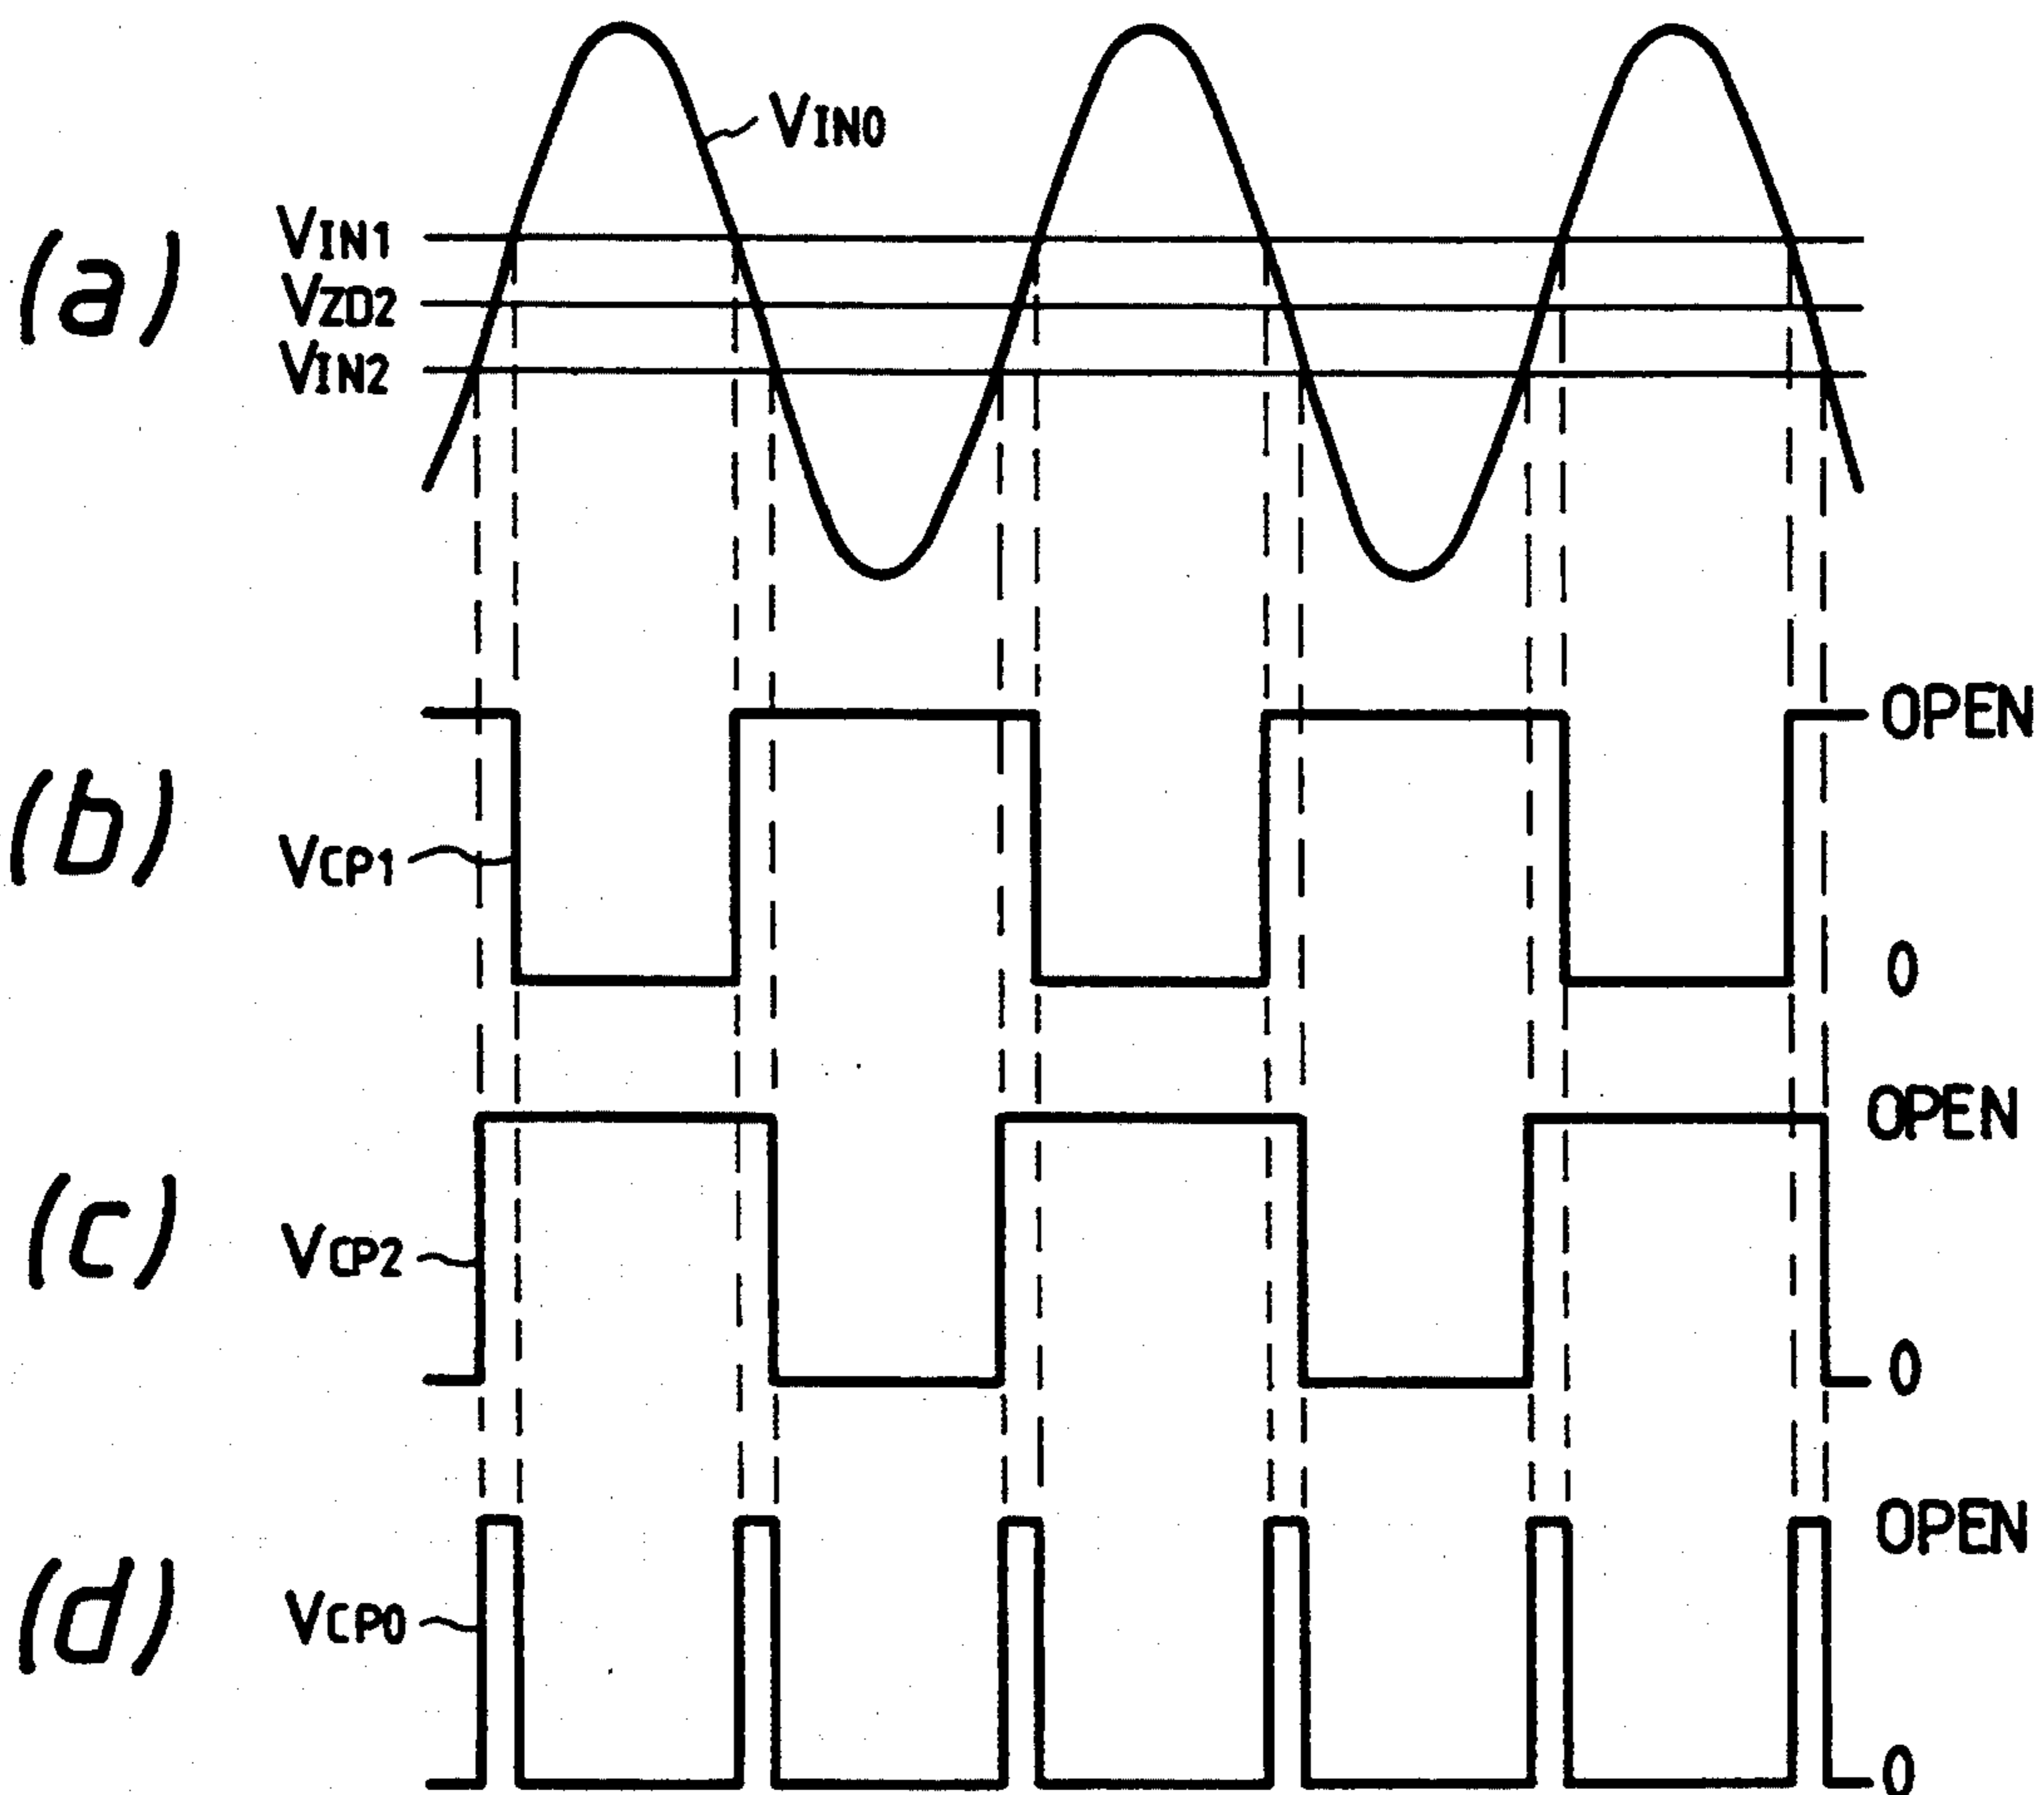 (a)
VIN0
VIN1
VZD2
VIN2
(b)
OPEN
VCP1
0
(c)
OPEN
VCP2
0
(d)
OPEN
VCP0
0